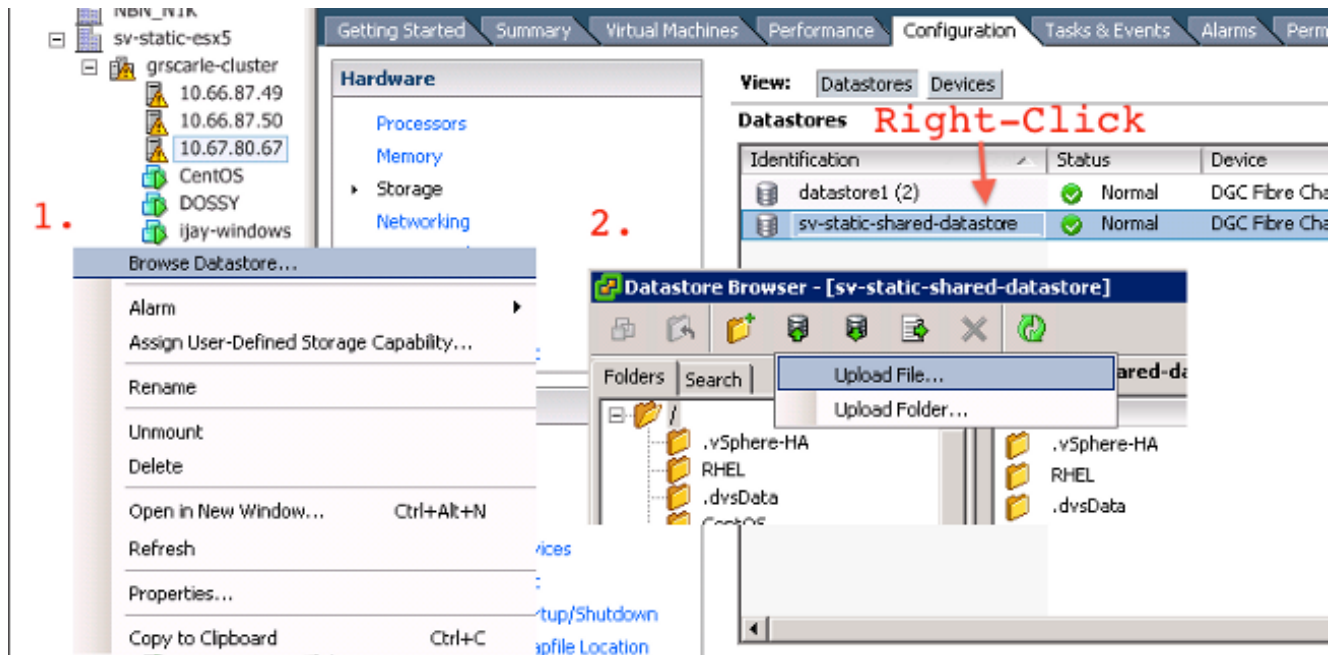 NBN_N1K
sv-static-esx5
grscarle-cluster
10.66.87.49
10.66.87.50
10.67.80.67
CentOS
DOSSY
ijay-windows
1.
Browse Datastore...
Alarm
Assign User-Defined Storage Capability...
Rename
Unmount
Delete
Open in New Window... Ctrl+Alt+N
Refresh
Properties...
Copy to Clipboard Ctrl+C
Getting Started Summary Virtual Machines Performance Configuration Tasks & Events Alarms Perm
Hardware
Processors
Memory
Storage
Networking
vices
rtup/Shutdown
apfile Location
View: Datastores Devices
Datastores
Right-Click
Identification Status Device
datastore1 (2) Normal DGC Fibre Cha
sv-static-shared-datastore Normal DGC Fibre Cha
2.
Datastore Browser - [sv-static-shared-datastore]
Folders Search
Upload File...
Upload Folder...
ared-da
/
.vSphere-HA
RHEL
.dvsData
CentOS
.vSphere-HA
RHEL
.dvsData